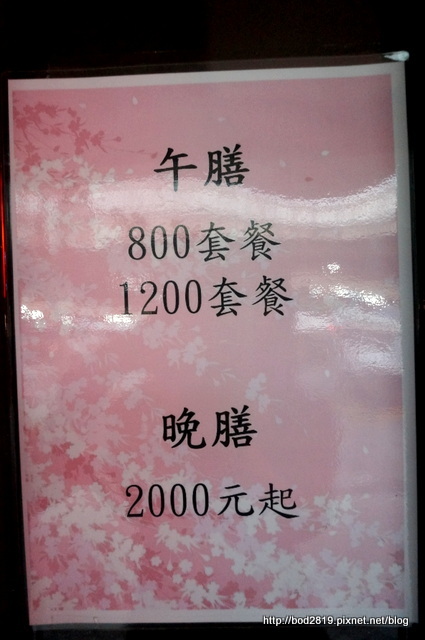 午膳
800套餐
1200套餐
晚膳
2000元起
http://bod2819.pixnet.net/blog